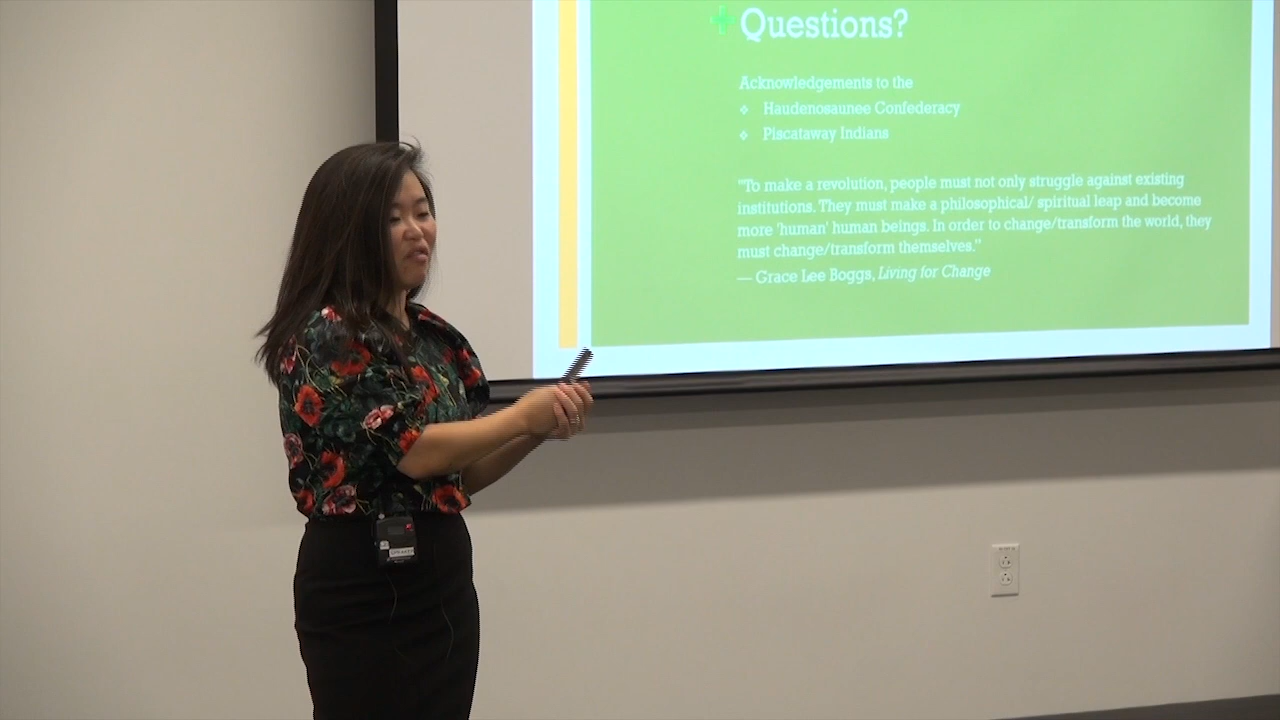 Questions?
Acknowledgements to the
❖ Haudenosaunee Confederacy
❖ Piscataway Indians
"To make a revolution, people must not only struggle against existing
institutions. They must make a philosophical/ spiritual leap and become
more 'human' human beings. In order to change/transform the world, they
must change/transform themselves."
— Grace Lee Boggs, Living for Change